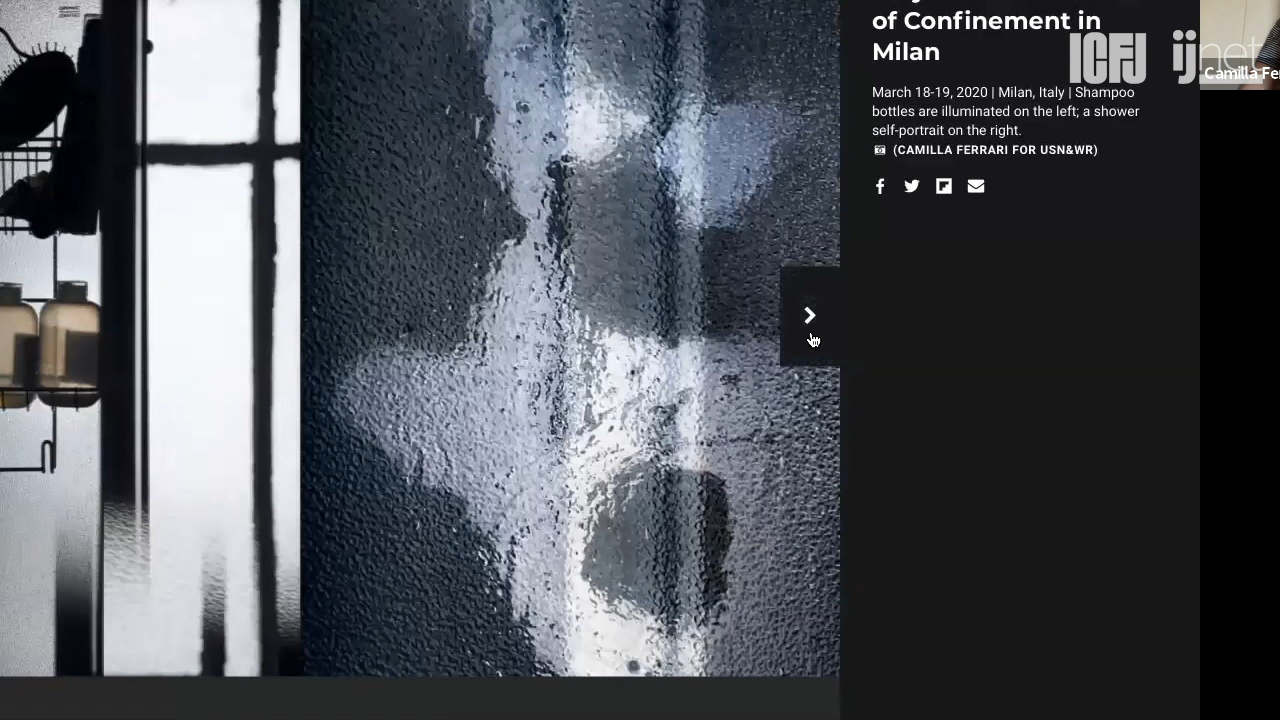 of Confinement in
Milan
ICFJ ijnet
Camilla Fe
March 18-19, 2020 | Milan, Italy | Shampoo
bottles are illuminated on the left; a shower
self-portrait on the right.
(CAMILLA FERRARI FOR USN&WR)